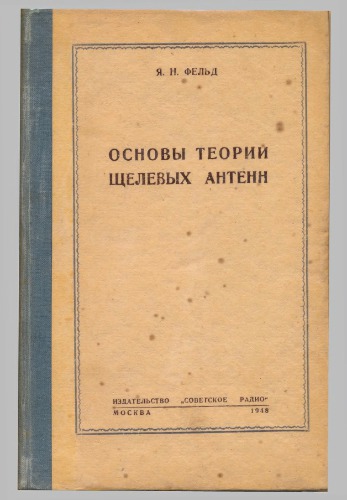 Я. Н. ФЕЛЬД
ОСНОВЫ ТЕОРИИ
ЩЕЛЕВЫХ АНТЕНН
ИЗДАТЕЛЬСТВО „СОВЕТСКОЕ РАДИО“
МОСКВА 1948